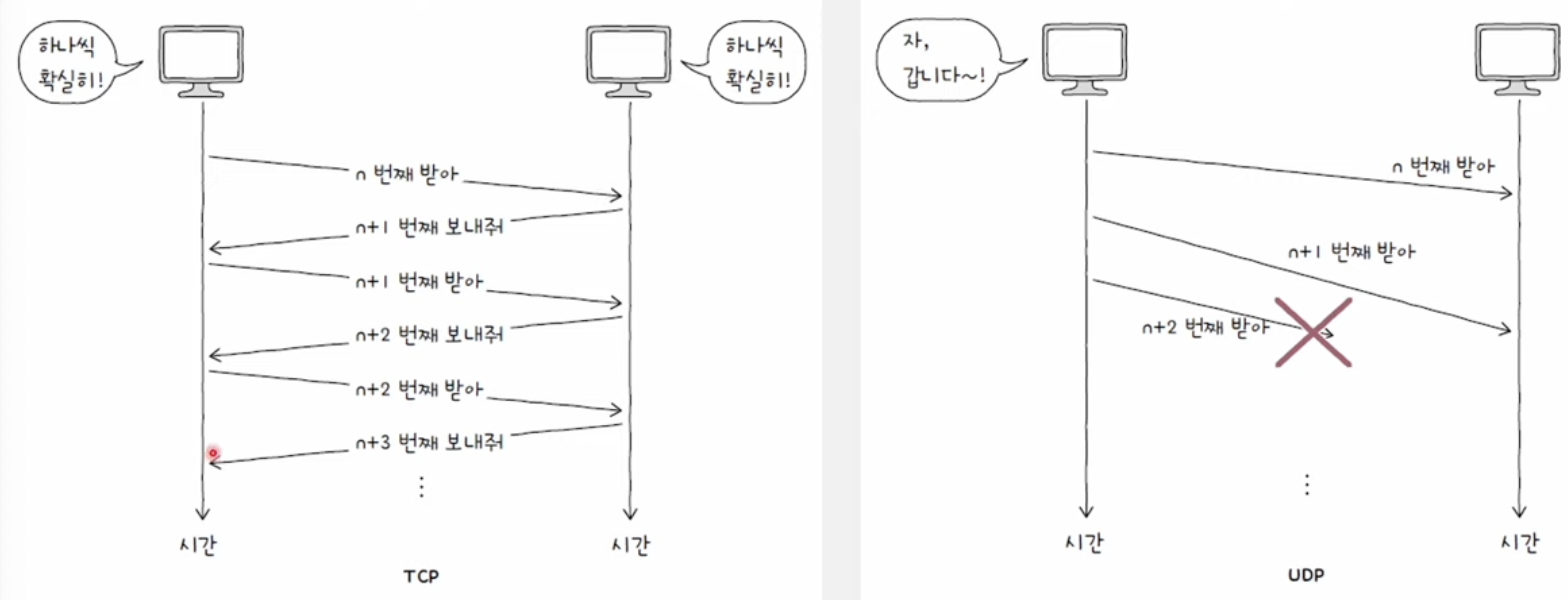 하나씩
확실히!
하나씩
확실히!
n 번째 받아
n+1 번째 보내줘
n+1 번째 받아
n+2 번째 보내줘
n+2 번째 받아
n+3 번째 보내줘
시간
시간
TCP
자,
갑니다~!
n 번째 받아
n+1 번째 받아
n+2 번째 받아
시간
시간
UDP